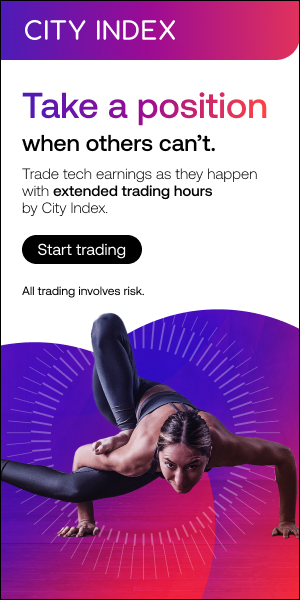 CITY INDEX
Take a position
when others can’t.
Trade tech earnings as they happen
with extended trading hours
by City Index.
Start trading
All trading involves risk.